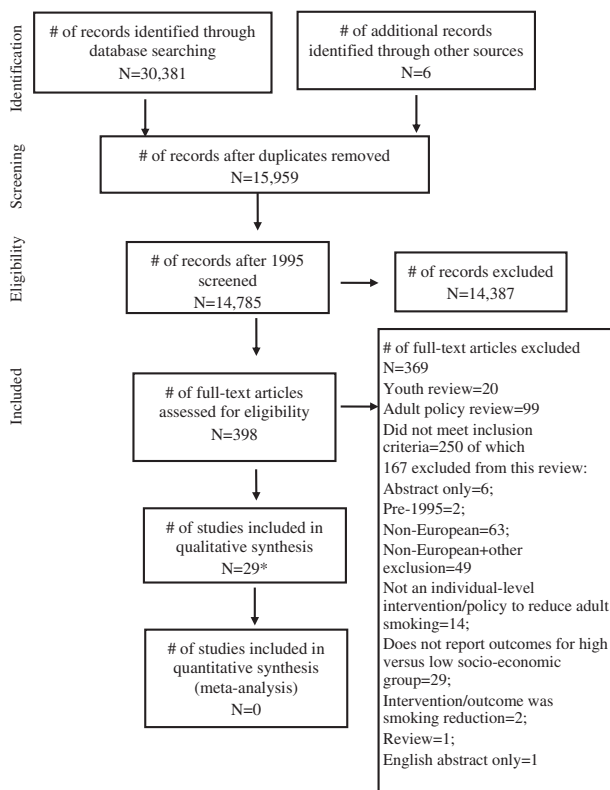 Identification
# of records identified through
database searching
N=30,381
# of additional records
identified through other sources
N=6
Screening
# of records after duplicates removed
N=15,959
Eligibility
# of records after 1995
screened
N=14,785
# of records excluded
N=14,387
Included
# of full-text articles
assessed for eligibility
N=398
# of full-text articles excluded
N=369
Youth review=20
Adult policy review=99
Did not meet inclusion
criteria=250 of which
167 excluded from this review:
Abstract only=6;
Pre-1995=2;
Non-European=63;
Non-European+other
exclusion=49
Not an individual-level
intervention/policy to reduce adult
smoking=14;
Does not report outcomes for high
versus low socio-economic
group=29;
Intervention/outcome was
smoking reduction=2;
Review=1;
English abstract only=1
# of studies included in
qualitative synthesis
N=29*
# of studies included in
quantitative synthesis
(meta-analysis)
N=0